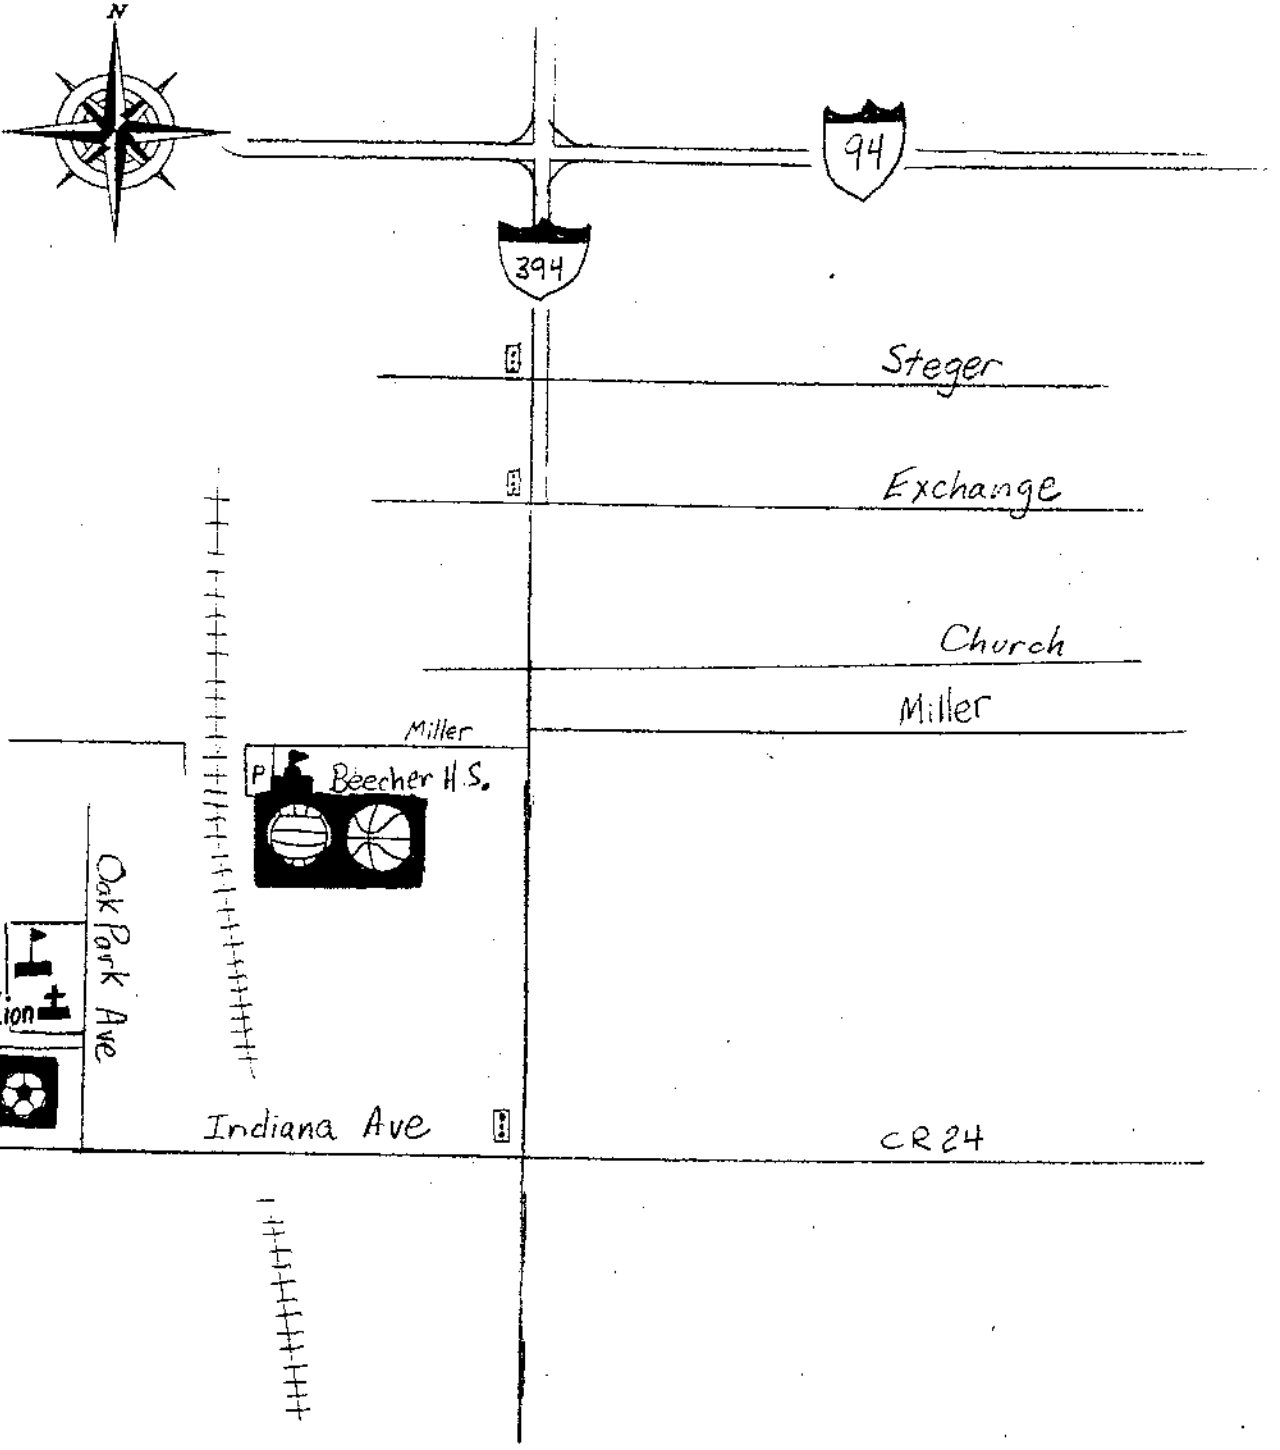 N
94
394
Steger
Exchange
Church
Miller
Miller
P
Beecher H.S.
Oak Park Ave
ion
Indiana Ave
CR 24